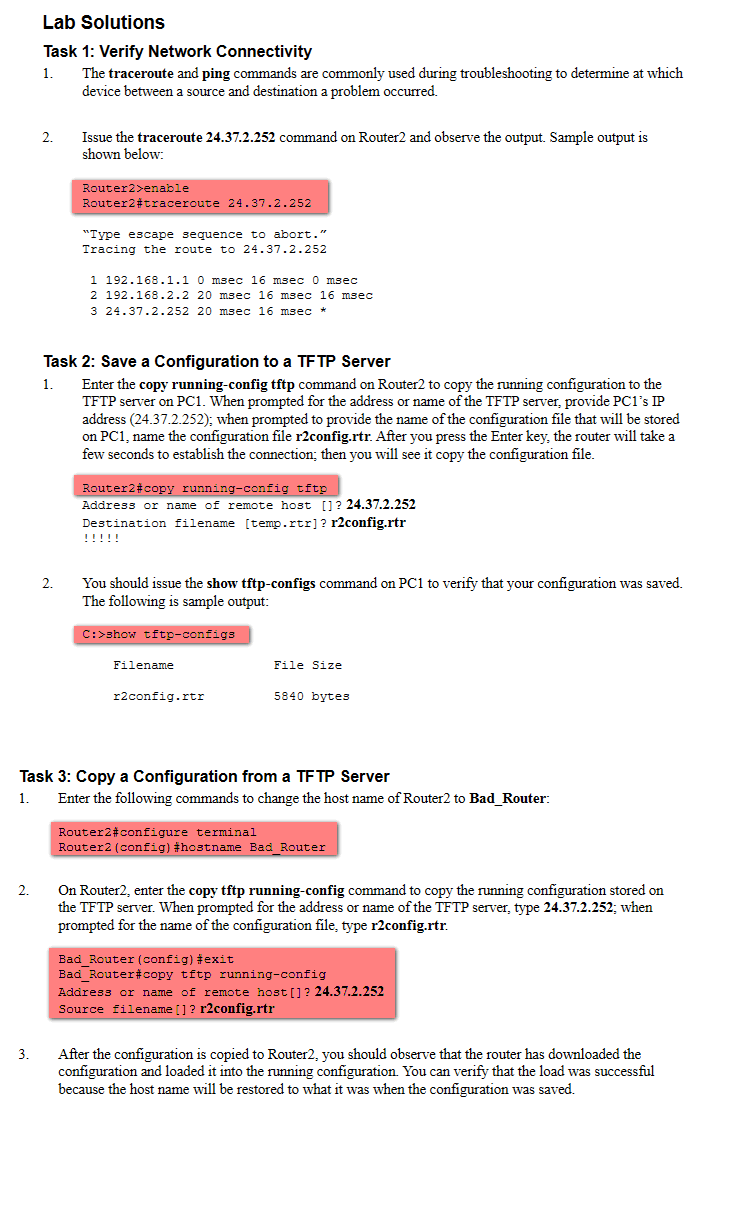 Lab Solutions
Task 1: Verify Network Connectivity
1. The traceroute and ping commands are commonly used during troubleshooting to determine at which
device between a source and destination a problem occurred.
2. Issue the traceroute 24.37.2.252 command on Router2 and observe the output. Sample output is
shown below:
Router2>enable
Router2#traceroute 24.37.2.252
“Type escape sequence to abort.”
Tracing the route to 24.37.2.252
1 192.168.1.1 0 msec 16 msec 0 msec
2 192.168.2.2 20 msec 16 msec 16 msec
3 24.37.2.252 20 msec 16 msec *
Task 2: Save a Configuration to a TFTP Server
1. Enter the copy running-config tftp command on Router2 to copy the running configuration to the
TFTP server on PC1. When prompted for the address or name of the TFTP server, provide PC1’s IP
address (24.37.2.252); when prompted to provide the name of the configuration file that will be stored
on PC1, name the configuration file r2config.rtr. After you press the Enter key, the router will take a
few seconds to establish the connection; then you will see it copy the configuration file.
Router2#copy running-config tftp
Address or name of remote host []? 24.37.2.252
Destination filename [temp.rtr]? r2config.rtr
!!!!!
2. You should issue the show tftp-configs command on PC1 to verify that your configuration was saved.
The following is sample output:
C:>show tftp-configs
Filename File Size
r2config.rtr 5840 bytes
Task 3: Copy a Configuration from a TFTP Server
1. Enter the following commands to change the host name of Router2 to Bad_Router:
Router2#configure terminal
Router2(config)#hostname Bad_Router
2. On Router2, enter the copy tftp running-config command to copy the running configuration stored on
the TFTP server. When prompted for the address or name of the TFTP server, type 24.37.2.252; when
prompted for the name of the configuration file, type r2config.rtr.
Bad_Router(config)#exit
Bad_Router#copy tftp running-config
Address or name of remote host[]? 24.37.2.252
Source filename[]? r2config.rtr
3. After the configuration is copied to Router2, you should observe that the router has downloaded the
configuration and loaded it into the running configuration. You can verify that the load was successful
because the host name will be restored to what it was when the configuration was saved.